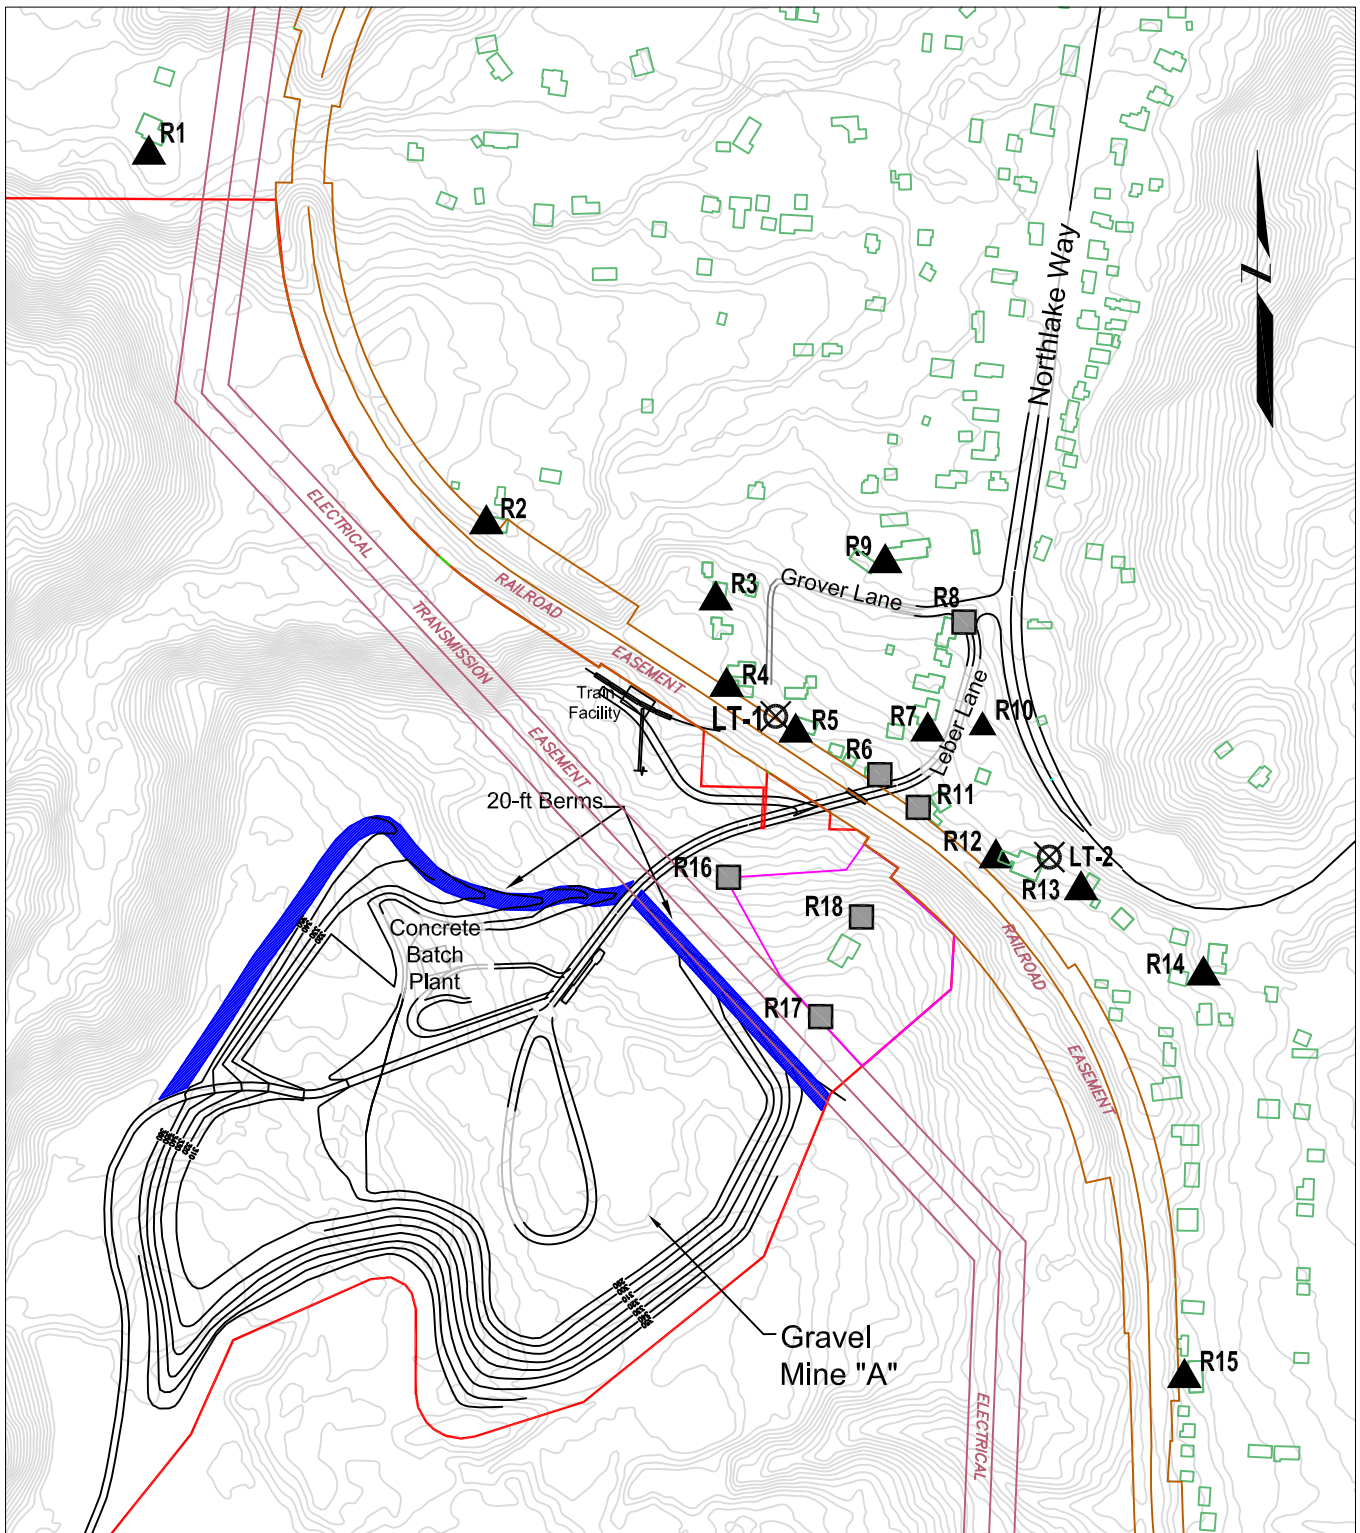 R1
Northlake Way
Z
ELECTRICAL
R2
RAILROAD
R9
R3
Grover Lane
R8
TRANSMISSION
EASEMENT
R4
Train
Facility
LT-1
R5
R7
R10
Leber Lane
EASEMENT
R6
20-ft Berms
R11
R12
LT-2
R16
R13
R18
Concrete
Batch
Plant
RAILROAD
R14
R17
EASEMENT
Gravel
Mine "A"
R15
ELECTRICAL